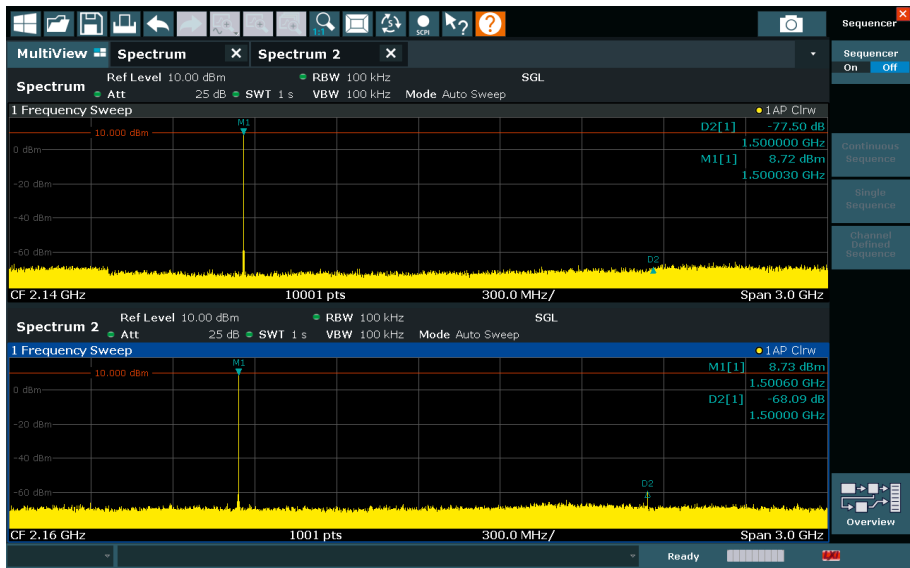 1:1
SCPI
?
?
Sequencer
MultiView
Spectrum
Spectrum 2
Sequencer
On Off
Spectrum
Ref Level 10.00 dBm RBW 100 kHz SGL
Att 25 dB SWT 1 s VBW 100 kHz Mode Auto Sweep
1 Frequency Sweep 1AP Clrw
M1
10.000 dBm
D2[1] -77.50 dB
1.500000 GHz
M1[1] 8.72 dBm
1.500030 GHz
0 dBm
-20 dBm
-40 dBm
-60 dBm
D2
CF 2.14 GHz 10001 pts 300.0 MHz/ Span 3.0 GHz
Continuous
Sequence
Single
Sequence
Channel
Defined
Sequence
Spectrum 2
Ref Level 10.00 dBm RBW 100 kHz SGL
Att 25 dB SWT 1 s VBW 100 kHz Mode Auto Sweep
1 Frequency Sweep 1AP Clrw
M1
10.000 dBm
M1[1] 8.73 dBm
1.50060 GHz
D2[1] -68.09 dB
1.50000 GHz
0 dBm
-20 dBm
-40 dBm
-60 dBm
D2
CF 2.16 GHz 1001 pts 300.0 MHz/ Span 3.0 GHz
Overview
Ready